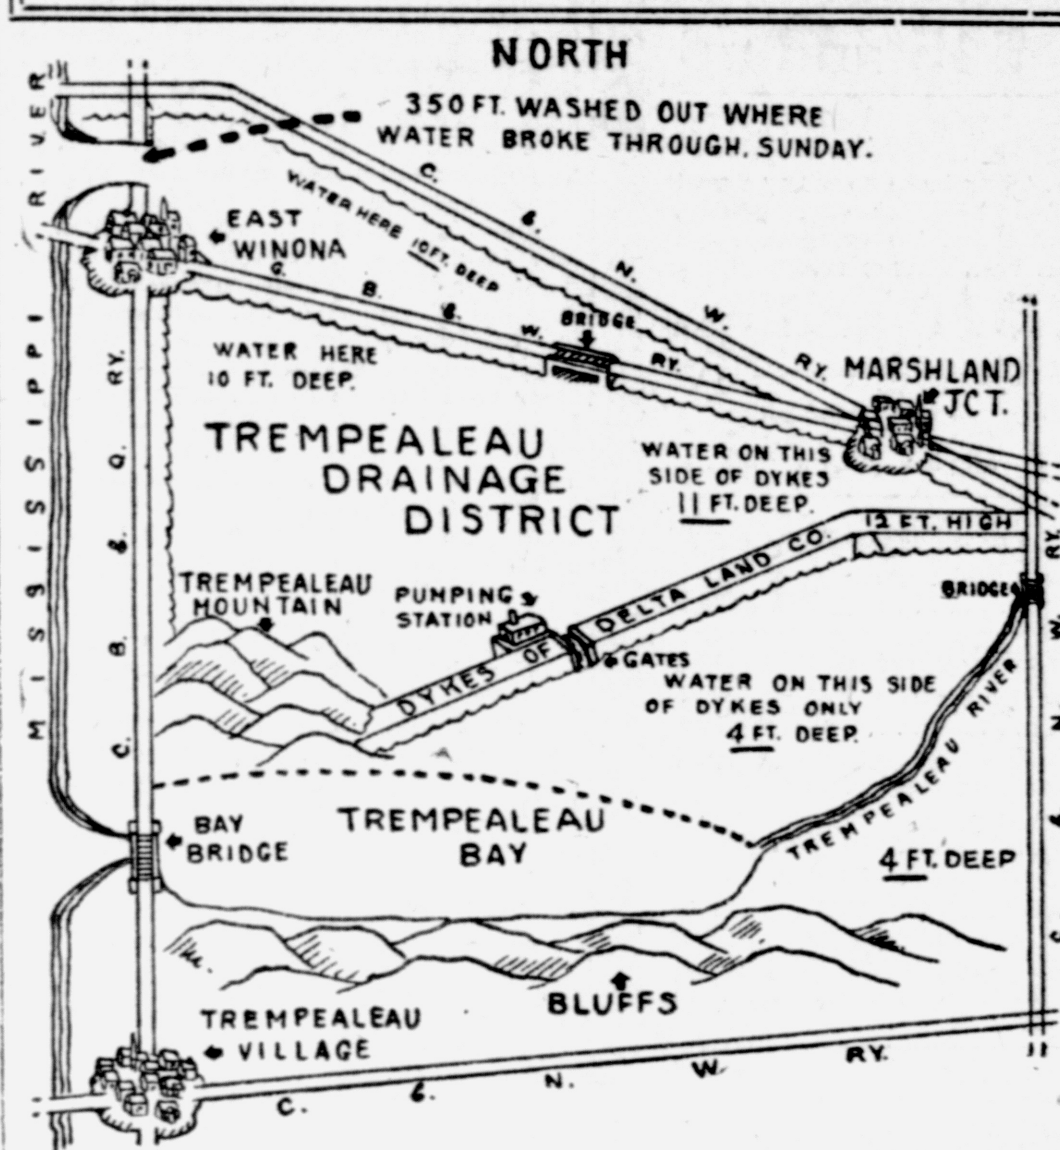 NORTH
350 FT. WASHED OUT WHERE
WATER BROKE THROUGH. SUNDAY.
MISSISSIPPI RIVER
C. & N. W. RY.
WATER HERE 10 FT. DEEP
EAST
WINONA
G. B. & W. RY.
BRIDGE
WATER HERE
10 FT. DEEP.
MARSHLAND
JCT.
TREMPEALEAU
DRAINAGE
DISTRICT
WATER ON THIS
SIDE OF DYKES
11 FT. DEEP.
12 FT. HIGH
DYKES OF DELTA LAND CO.
TREMPEALEAU
MOUNTAIN
PUMPING
STATION
GATES
BRIDGE
WATER ON THIS SIDE
OF DYKES ONLY
4 FT. DEEP.
TREMPEALEAU RIVER
C. & N. W. RY.
C. B. & Q. RY.
BAY
BRIDGE
TREMPEALEAU
BAY
4 FT. DEEP
BLUFFS
TREMPEALEAU
VILLAGE
C. & N. W. RY.